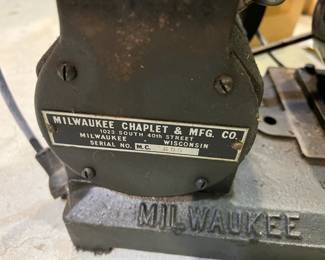 MILWAUKEE CHAPLET & MFG. CO.
1023 SOUTH 40TH STREET
MILWAUKEE WISCONSIN
SERIAL NO. M.C.
MILWAUKEE